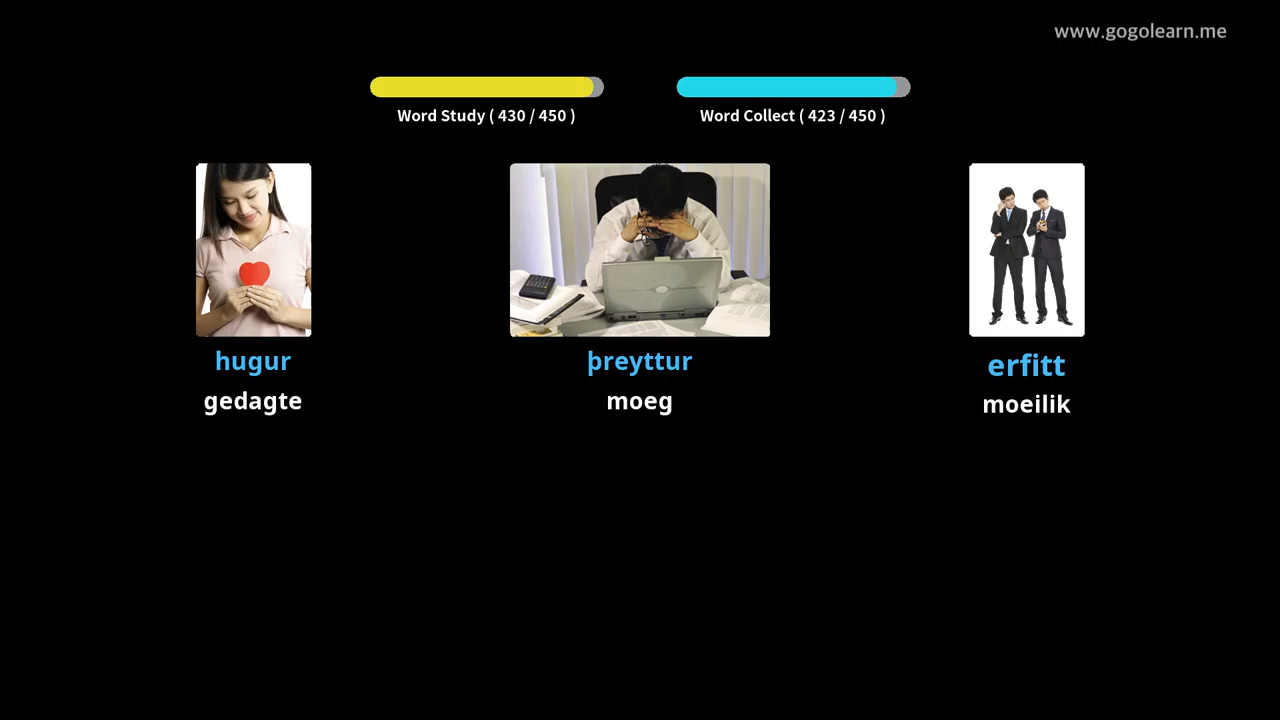 www.gogolearn.me
Word Study ( 430 / 450 )
Word Collect ( 423 / 450 )
hugur
þreyttur
erfitt
gedagte
moeg
moeilik